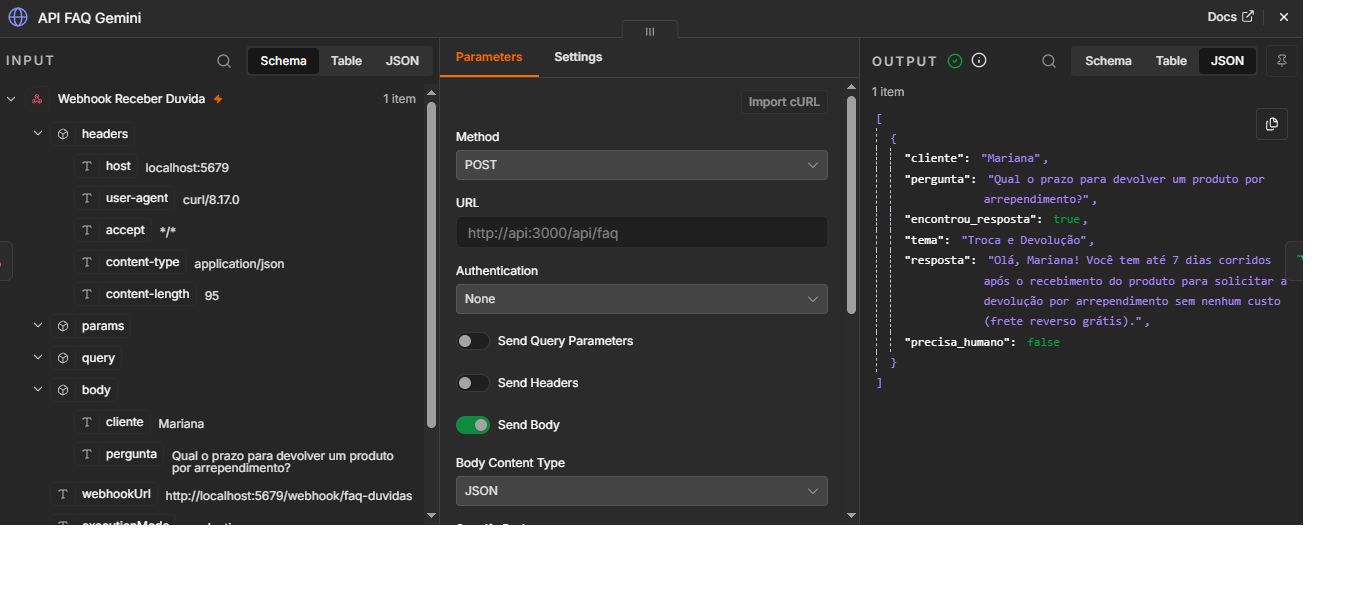 API FAQ Gemini
Docs
INPUT
Schema
Table
JSON
Webhook Receber Duvida
1 item
headers
T host localhost:5679
T user-agent curl/8.17.0
T accept */*
T content-type application/json
T content-length 95
params
query
body
T cliente Mariana
T pergunta Qual o prazo para devolver um produto
por arrependimento?
T webhookUrl http://localhost:5679/webhook/faq-duvidas
Parameters
Settings
Import cURL
Method
POST
URL
http://api:3000/api/faq
Authentication
None
Send Query Parameters
Send Headers
Send Body
Body Content Type
JSON
OUTPUT
Schema
Table
JSON
1 item
[
{
"cliente": "Mariana",
"pergunta": "Qual o prazo para devolver um produto por
arrependimento?",
"encontrou_resposta": true,
"tema": "Troca e Devolução",
"resposta": "Olá, Mariana! Você tem até 7 dias corridos
após o recebimento do produto para solicitar a
devolução por arrependimento sem nenhum custo
(frete reverso grátis).",
"precisa_humano": false
}
]